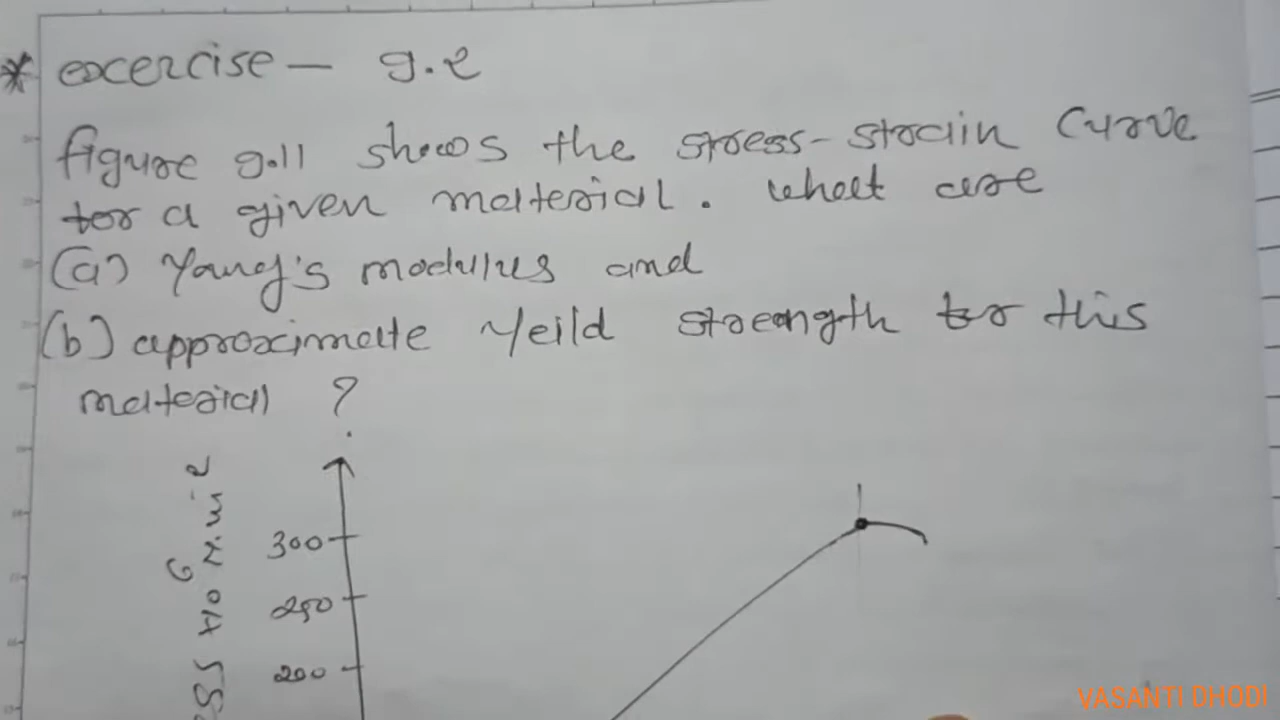 * excercise - 9.2
figure 9.11 shows the stress-strain curve
for a given material. what are
(a) Young's modulus and
(b) approximate yeild strength for this
material ?
300
250
200
VASANTI DHODI